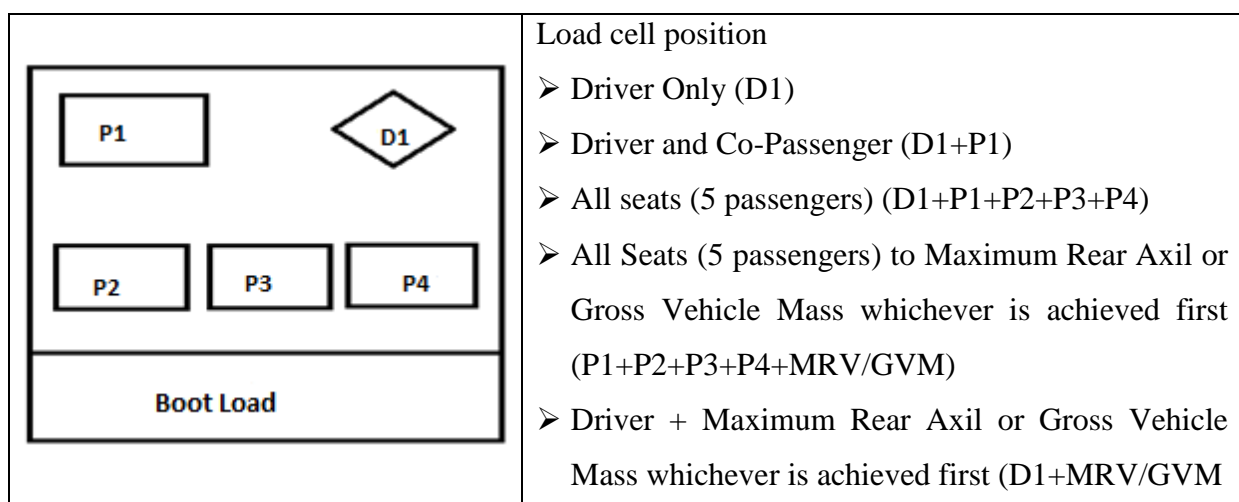 P1
D1
P2
P3
P4
Boot Load
Load cell position
➢ Driver Only (D1)
➢ Driver and Co-Passenger (D1+P1)
➢ All seats (5 passengers) (D1+P1+P2+P3+P4)
➢ All Seats (5 passengers) to Maximum Rear Axil or
Gross Vehicle Mass whichever is achieved first
(P1+P2+P3+P4+MRV/GVM)
➢ Driver + Maximum Rear Axil or Gross Vehicle
Mass whichever is achieved first (D1+MRV/GVM